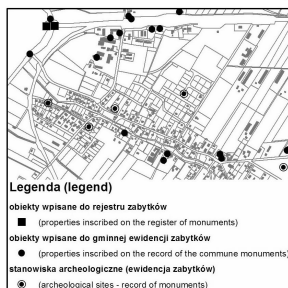 Legenda (legend)
obiekty wpisane do rejestru zabytków
(properties inscribed on the register of monuments)
obiekty wpisane do gminnej ewidencji zabytków
(properties inscribed on the record of the commune monuments)
stanowiska archeologiczne (ewidencja zabytków)
(archeological sites - record of monuments)